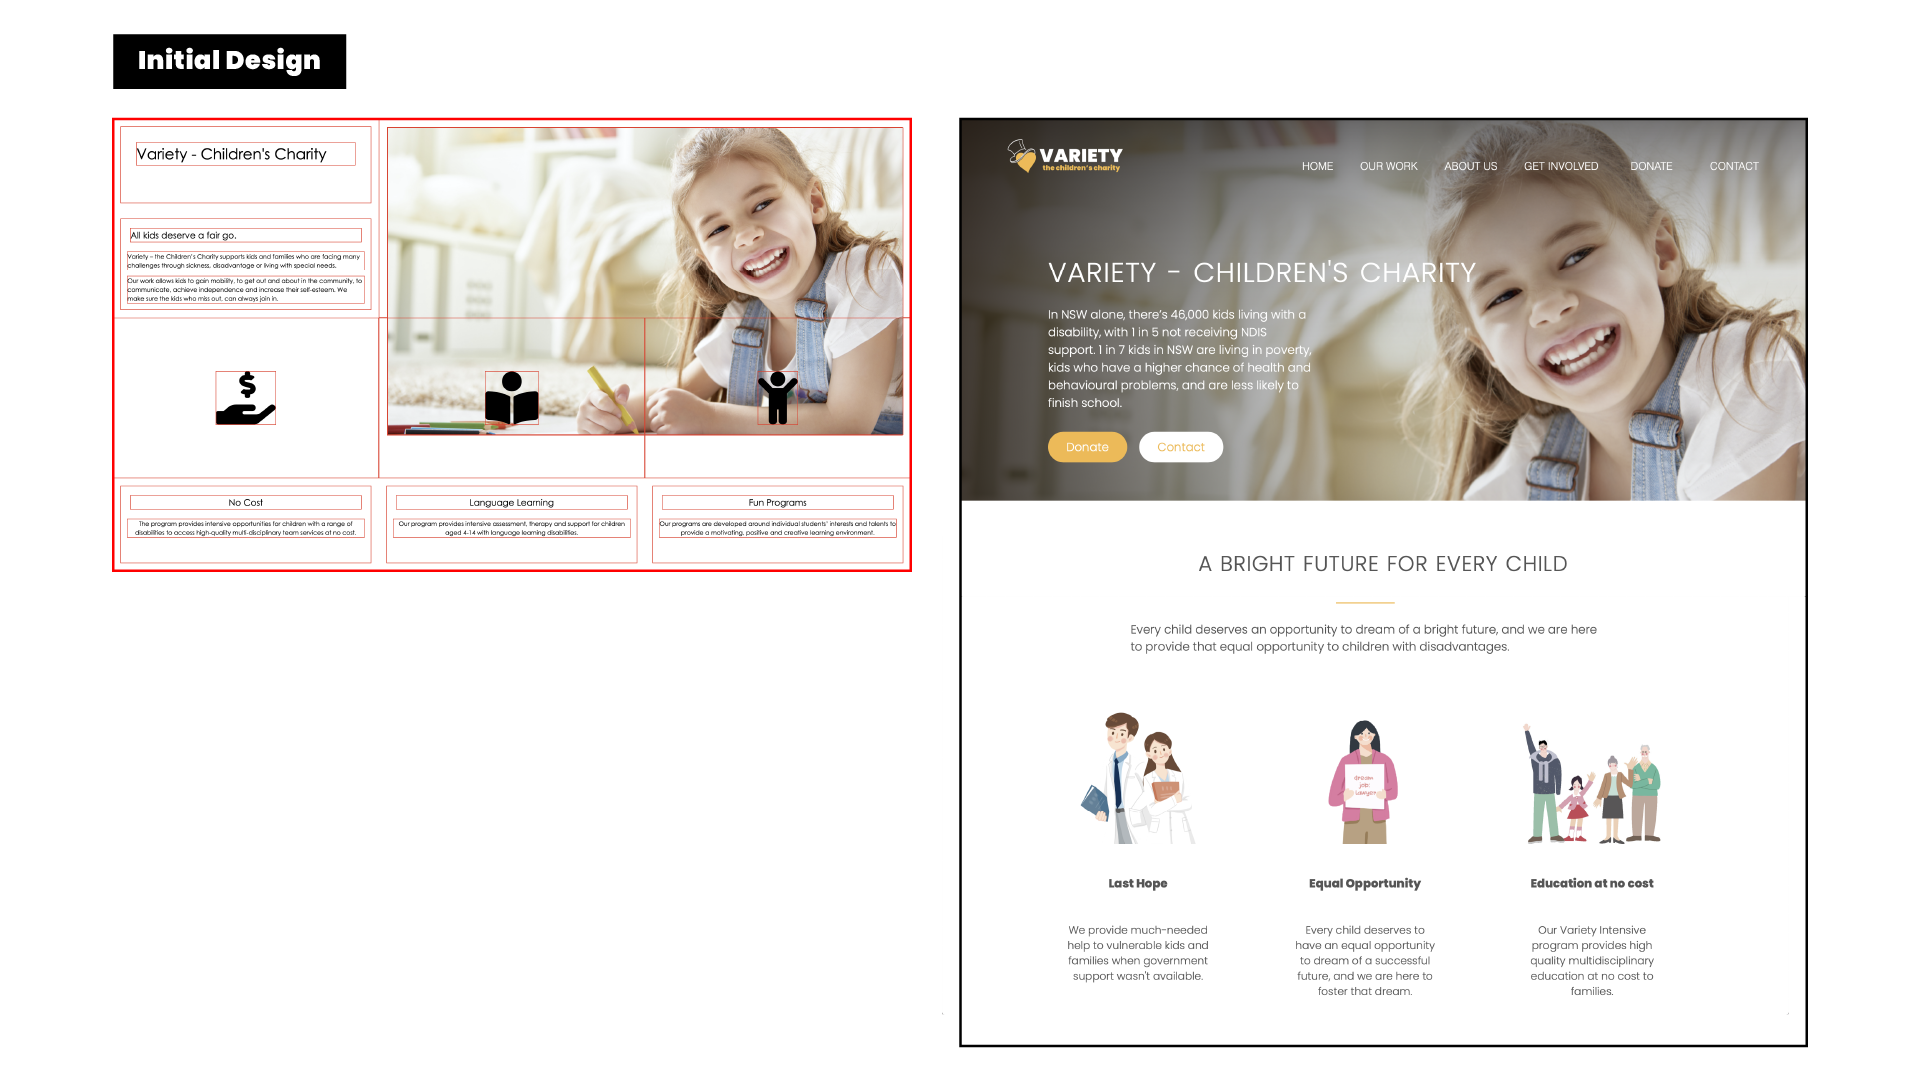 Initial Design
Variety - Children's Charity
All kids deserve a fair go.
Variety – the Children's Charity supports kids and families who are facing many
challenges through sickness, disadvantage or living with special needs.
Our work allows kids to gain mobility, to get out and about in the community, to
communicate, achieve independence and increase their self-esteem. We
make sure the kids who miss out, can always join in.
No Cost
The program provides intensive opportunities for children with a range of
disabilities to access high-quality multi-disciplinary team services at no cost.
Language Learning
Our program provides intensive assessment, therapy and support for children
aged 4-14 with language learning disabilities.
Fun Programs
Our programs are developed around individual students' interests and talents to
provide a motivating, positive and creative learning environment.
VARIETY
the children's charity
HOME OUR WORK ABOUT US GET INVOLVED DONATE CONTACT
VARIETY - CHILDREN'S CHARITY
In NSW alone, there's 46,000 kids living with a
disability, with 1 in 5 not receiving NDIS
support. 1 in 7 kids in NSW are living in poverty,
kids who have a higher chance of health and
behavioural problems, and are less likely to
finish school.
Donate Contact
A BRIGHT FUTURE FOR EVERY CHILD
Every child deserves an opportunity to dream of a bright future, and we are here
to provide that equal opportunity to children with disadvantages.
dream
job:
lawyer
Last Hope
We provide much-needed
help to vulnerable kids and
families when government
support wasn't available.
Equal Opportunity
Every child deserves to
have an equal opportunity
to dream of a successful
future, and we are here to
foster that dream.
Education at no cost
Our Variety Intensive
program provides high
quality multidisciplinary
education at no cost to
families.